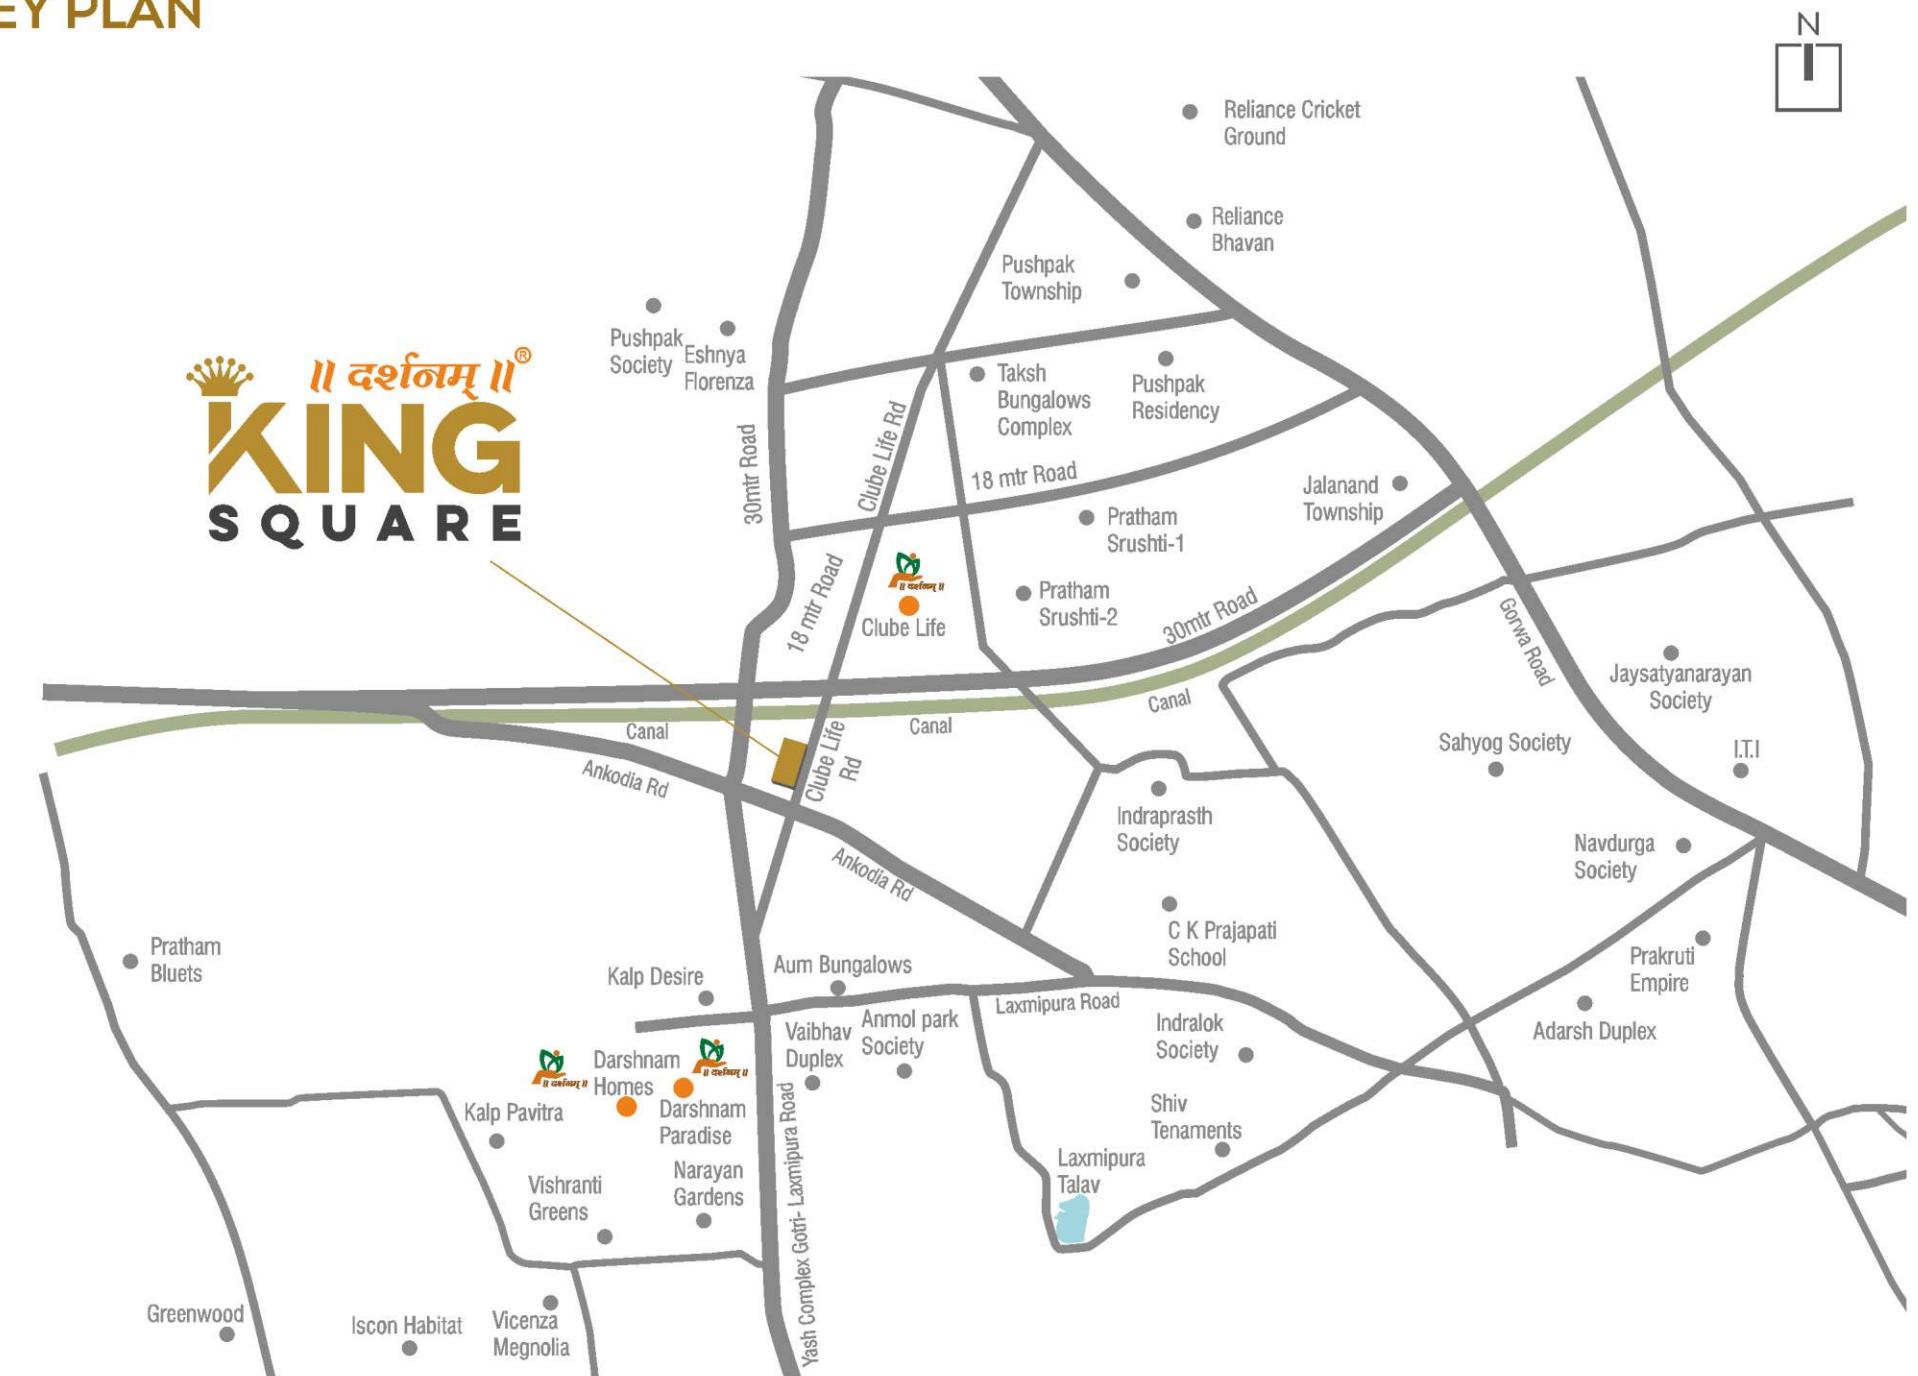 EY PLAN
N
Reliance Cricket
Ground
Reliance
Bhavan
Pushpak
Township
Pushpak
Society
Eshnya
Florenza
॥ दर्शनम् ॥®
KING
SQUARE
Taksh
Bungalows
Complex
Pushpak
Residency
30mtr Road
Clube Life Rd
18 mtr Road
Jalanand
Township
Pratham
Srushti-1
18 mtr Road
॥ दर्शनम् ॥
Clube Life
Pratham
Srushti-2
30mtr Road
Gorwa Road
Jaysatyanarayan
Society
Canal
Canal
Canal
Clube Life
Rd
Ankodia Rd
Sahyog Society
I.T.I
Indraprasth
Society
Navdurga
Society
Ankodia Rd
C K Prajapati
School
Pratham
Bluets
Kalp Desire
Aum Bungalows
Prakruti
Empire
Laxmipura Road
Vaibhav
Duplex
Anmol park
Society
Indralok
Society
Adarsh Duplex
॥ दर्शनम् ॥
Darshnam
Homes
॥ दर्शनम् ॥
Darshnam
Paradise
Kalp Pavitra
Shiv
Tenaments
Laxmipura
Talav
Vishranti
Greens
Narayan
Gardens
Yash Complex Gotri- Laxmipura Road
Greenwood
Iscon Habitat
Vicenza
Megnolia